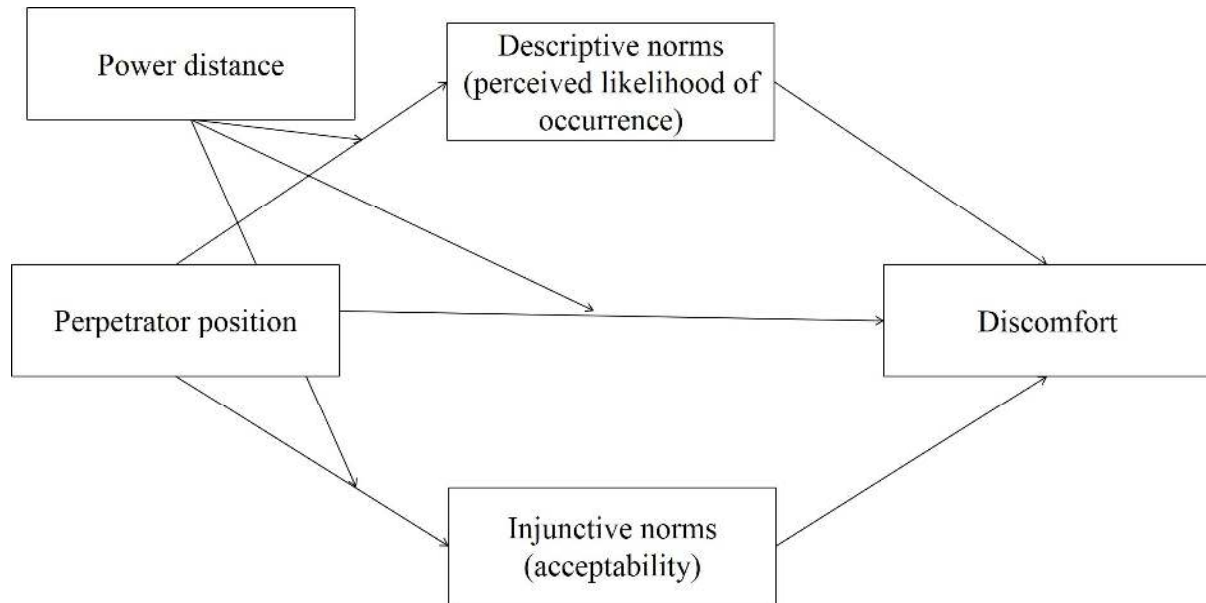 Power distance
Descriptive norms
(perceived likelihood of
occurrence)
Perpetrator position
Discomfort
Injunctive norms
(acceptability)